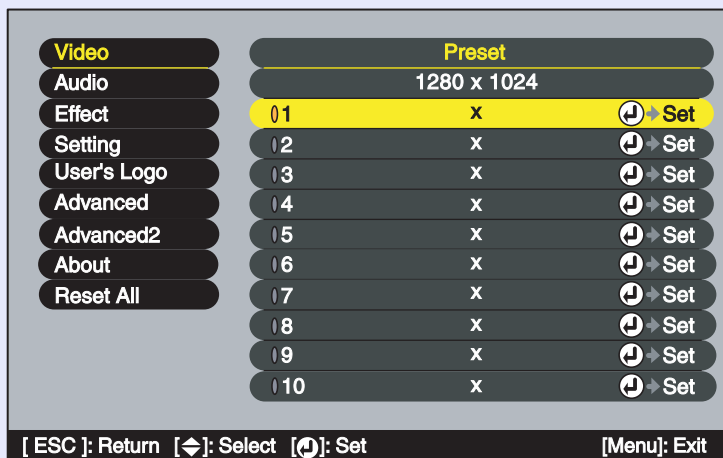 Video
Audio
Effect
Setting
User's Logo
Advanced
Advanced2
About
Reset All
Preset
1280 x 1024
1 x Set
2 x Set
3 x Set
4 x Set
5 x Set
6 x Set
7 x Set
8 x Set
9 x Set
10 x Set
[ ESC ]: Return [ ]: Select [ ]: Set [Menu]: Exit